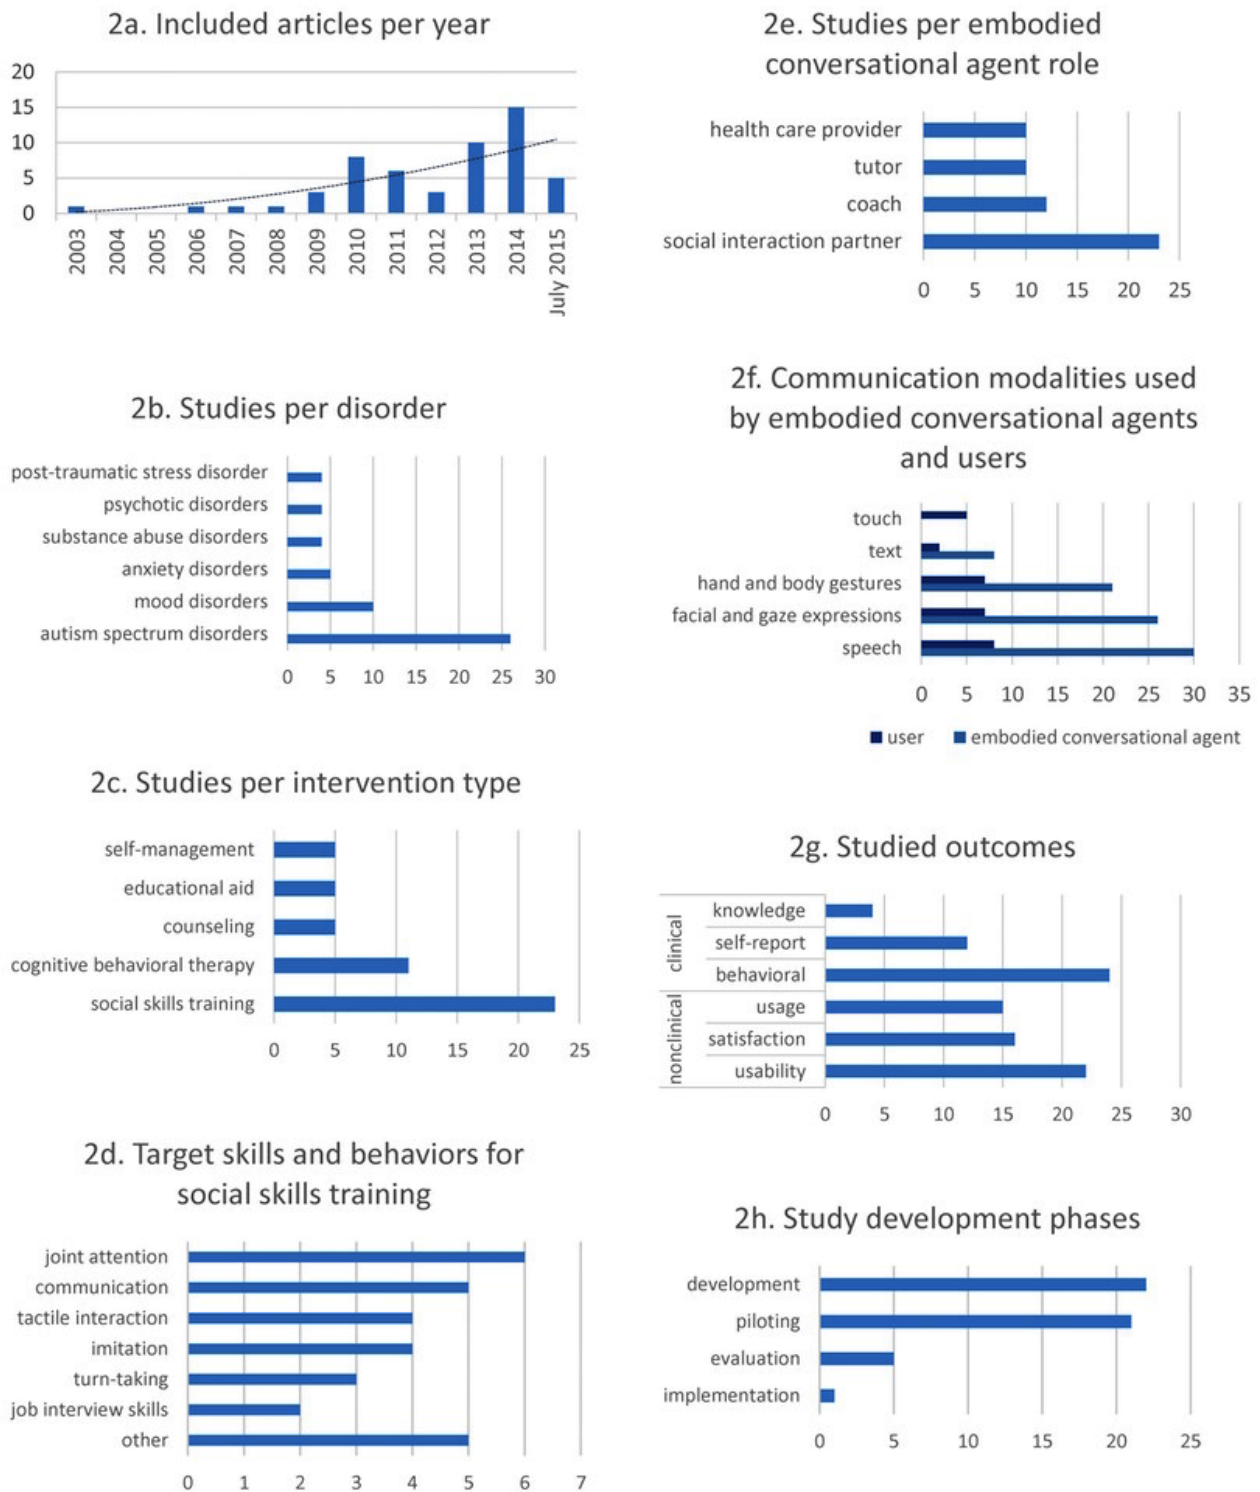 2a. Included articles per year
20
15
10
5
0
2003
2004
2005
2006
2007
2008
2009
2010
2011
2012
2013
2014
July 2015
2b. Studies per disorder
post-traumatic stress disorder
psychotic disorders
substance abuse disorders
anxiety disorders
mood disorders
autism spectrum disorders
0 5 10 15 20 25 30
2c. Studies per intervention type
self-management
educational aid
counseling
cognitive behavioral therapy
social skills training
0 5 10 15 20 25
2d. Target skills and behaviors for
social skills training
joint attention
communication
tactile interaction
imitation
turn-taking
job interview skills
other
0 1 2 3 4 5 6 7
2e. Studies per embodied
conversational agent role
health care provider
tutor
coach
social interaction partner
0 5 10 15 20 25
2f. Communication modalities used
by embodied conversational agents
and users
touch
text
hand and body gestures
facial and gaze expressions
speech
0 5 10 15 20 25 30 35
user embodied conversational agent
2g. Studied outcomes
clinical
knowledge
self-report
behavioral
nonclinical
usage
satisfaction
usability
0 5 10 15 20 25 30
2h. Study development phases
development
piloting
evaluation
implementation
0 5 10 15 20 25